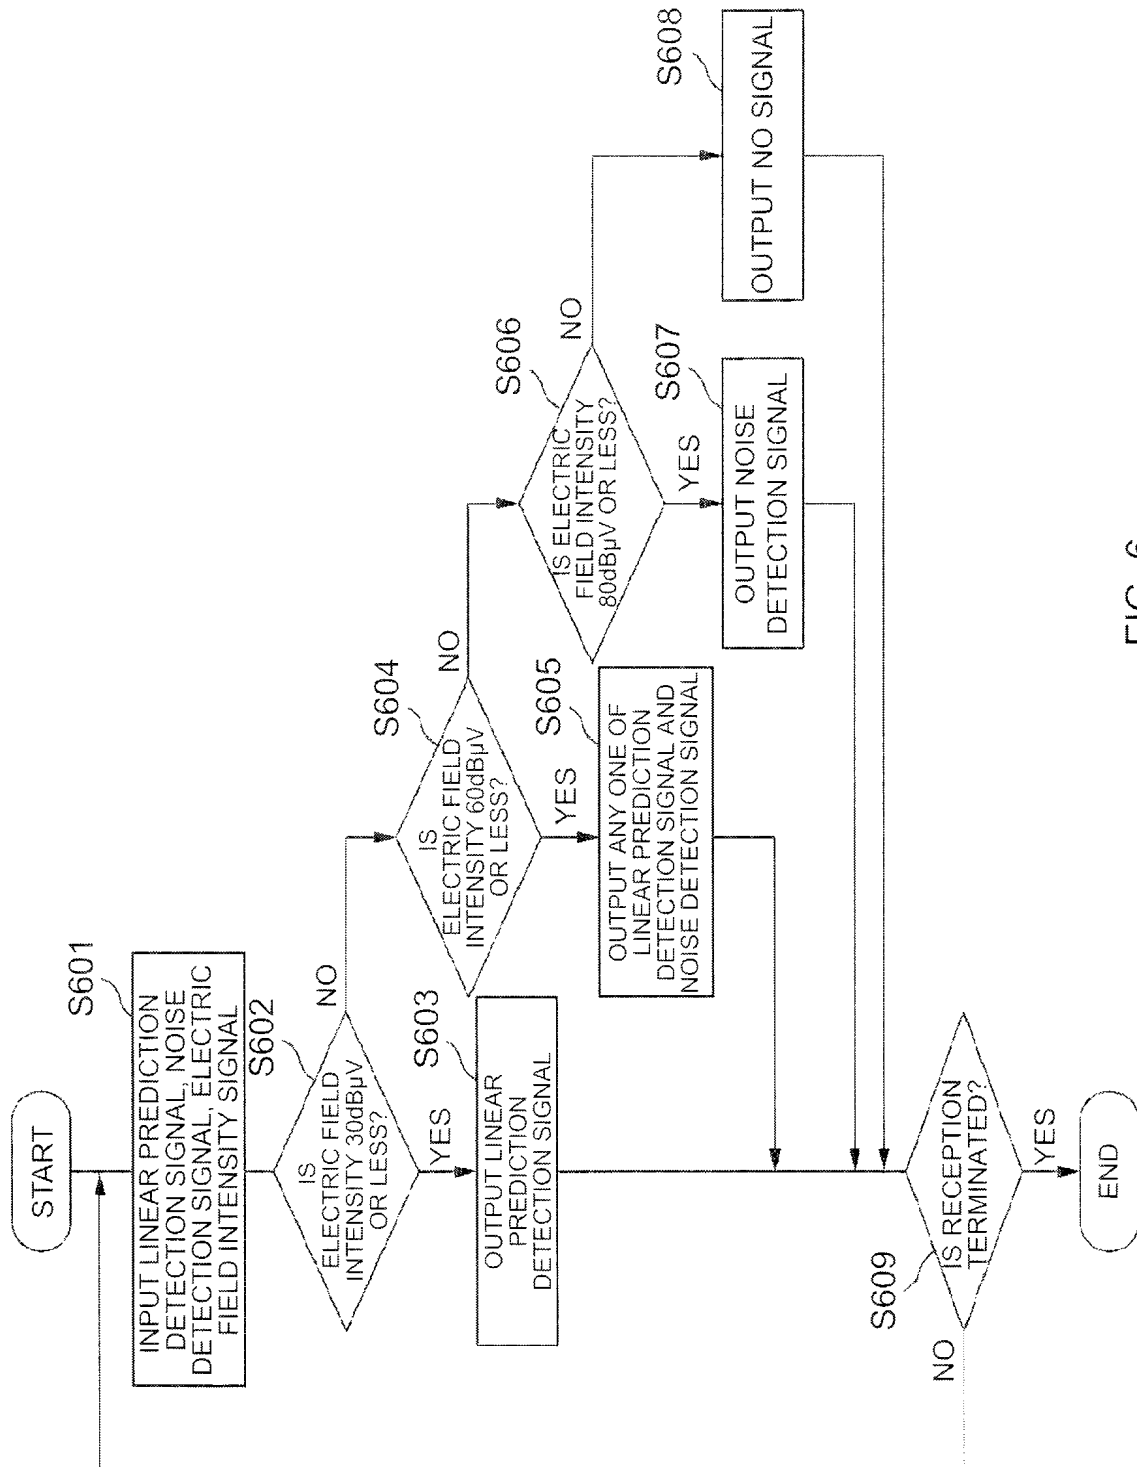 START
S601
INPUT LINEAR PREDICTION
DETECTION SIGNAL, NOISE
DETECTION SIGNAL, ELECTRIC
FIELD INTENSITY SIGNAL
S602
IS
ELECTRIC FIELD
INTENSITY 30dBµV
OR LESS?
NO
YES
S603
OUTPUT LINEAR
PREDICTION
DETECTION SIGNAL
S604
IS
ELECTRIC FIELD
INTENSITY 60dBµV
OR LESS?
NO
YES
S605
OUTPUT ANY ONE OF
LINEAR PREDICTION
DETECTION SIGNAL AND
NOISE DETECTION SIGNAL
S606
IS ELECTRIC
FIELD INTENSITY
80dBµV OR LESS?
NO
YES
S607
OUTPUT NOISE
DETECTION SIGNAL
S608
OUTPUT NO SIGNAL
S609
IS RECEPTION
TERMINATED?
NO
YES
END
FIG. 6